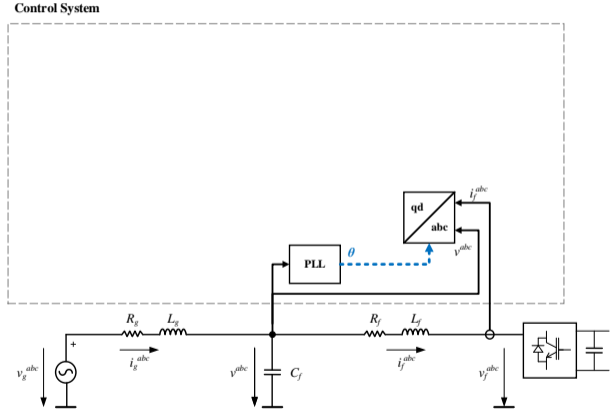 Control System
i_f^abc
qd
abc
v^abc
θ
PLL
R_g L_g R_f L_f
+
i_g^abc i_f^abc
v_g^abc v^abc C_f v_f^abc